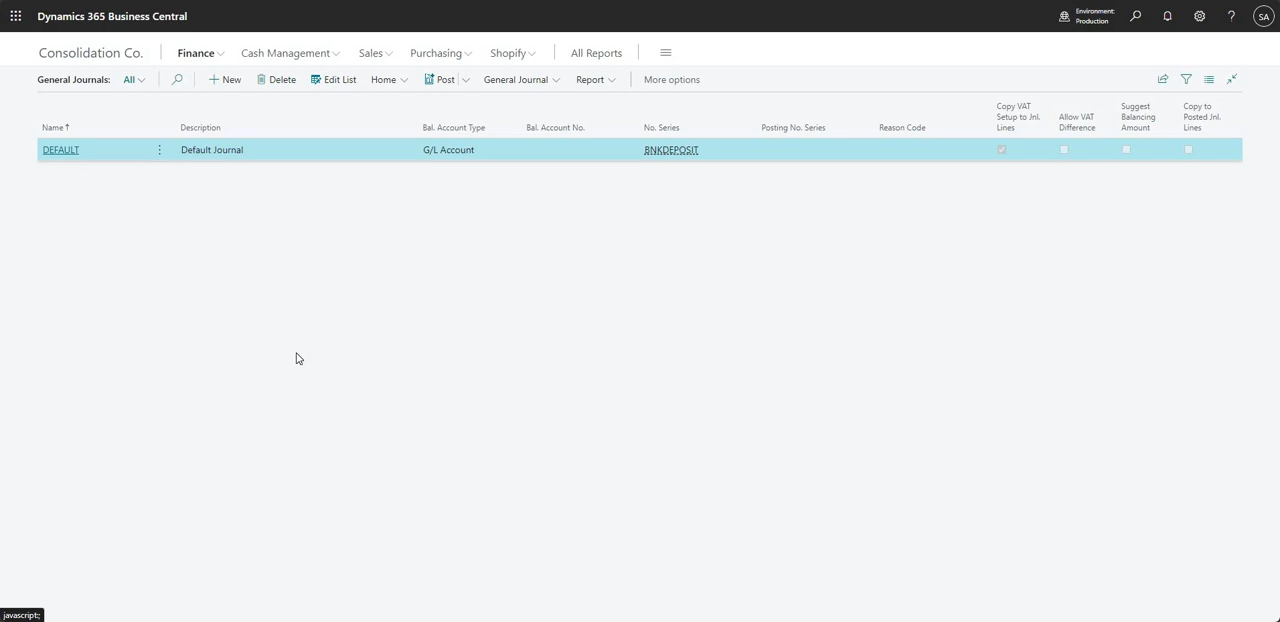 Dynamics 365 Business Central
Environment:
Production
?
SA
Consolidation Co.
Finance
Cash Management
Sales
Purchasing
Shopify
All Reports
General Journals:
All
New
Delete
Edit List
Home
Post
General Journal
Report
More options
Name ↑
Description
Bal. Account Type
Bal. Account No.
No. Series
Posting No. Series
Reason Code
Copy VAT
Setup to Jnl.
Lines
Allow VAT
Difference
Suggest
Balancing
Amount
Copy to
Posted Jnl.
Lines
DEFAULT
Default Journal
G/L Account
BNKDEPOSIT
javascript:;